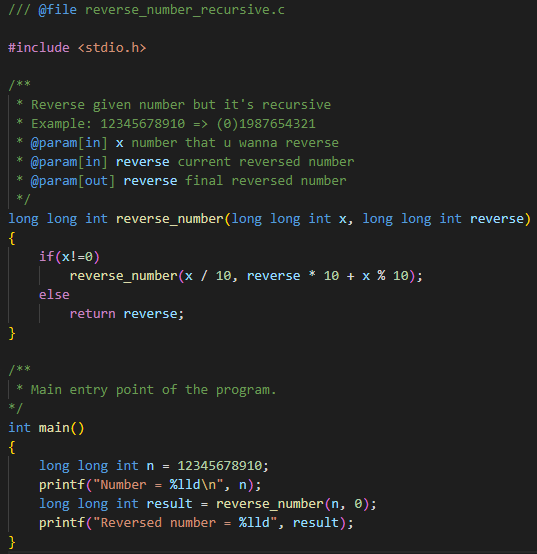 /// @file reverse_number_recursive.c

#include <stdio.h>

/**
 * Reverse given number but it's recursive
 * Example: 12345678910 => (0)1987654321
 * @param[in] x number that u wanna reverse
 * @param[in] reverse current reversed number
 * @param[out] reverse final reversed number
 */
long long int reverse_number(long long int x, long long int reverse)
{
    if(x!=0)
        reverse_number(x / 10, reverse * 10 + x % 10);
    else
        return reverse;
}

/**
 * Main entry point of the program.
*/
int main()
{
    long long int n = 12345678910;
    printf("Number = %lld\n", n);
    long long int result = reverse_number(n, 0);
    printf("Reversed number = %lld", result);
}